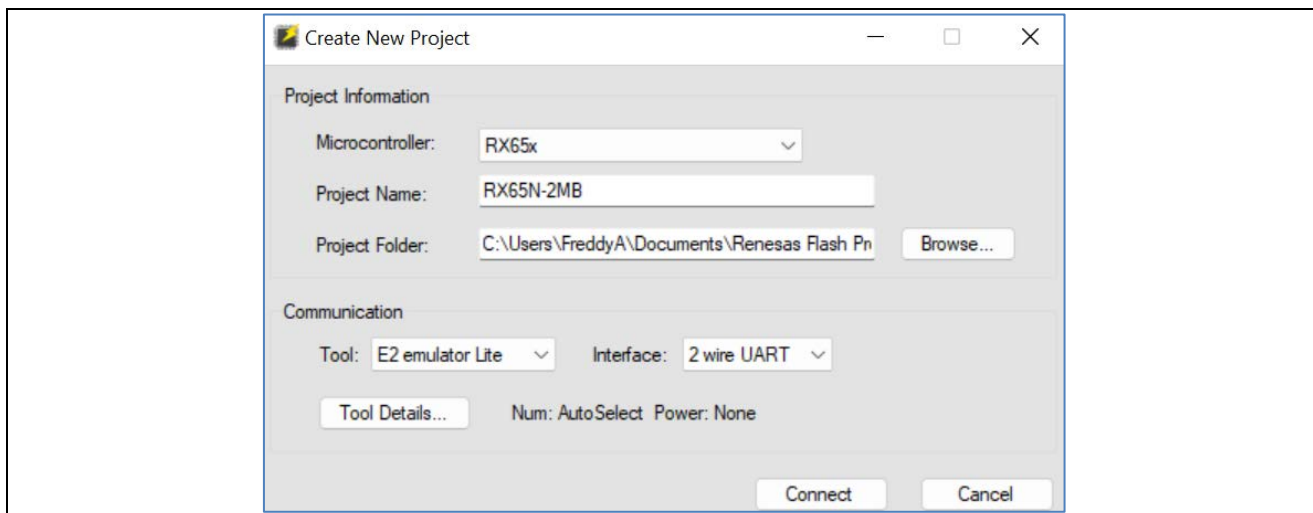 Create New Project
Project Information
Microcontroller: RX65x
Project Name: RX65N-2MB
Project Folder: C:\Users\FreddyA\Documents\Renesas Flash Pr Browse...
Communication
Tool: E2 emulator Lite Interface: 2 wire UART
Tool Details... Num: AutoSelect Power: None
Connect Cancel